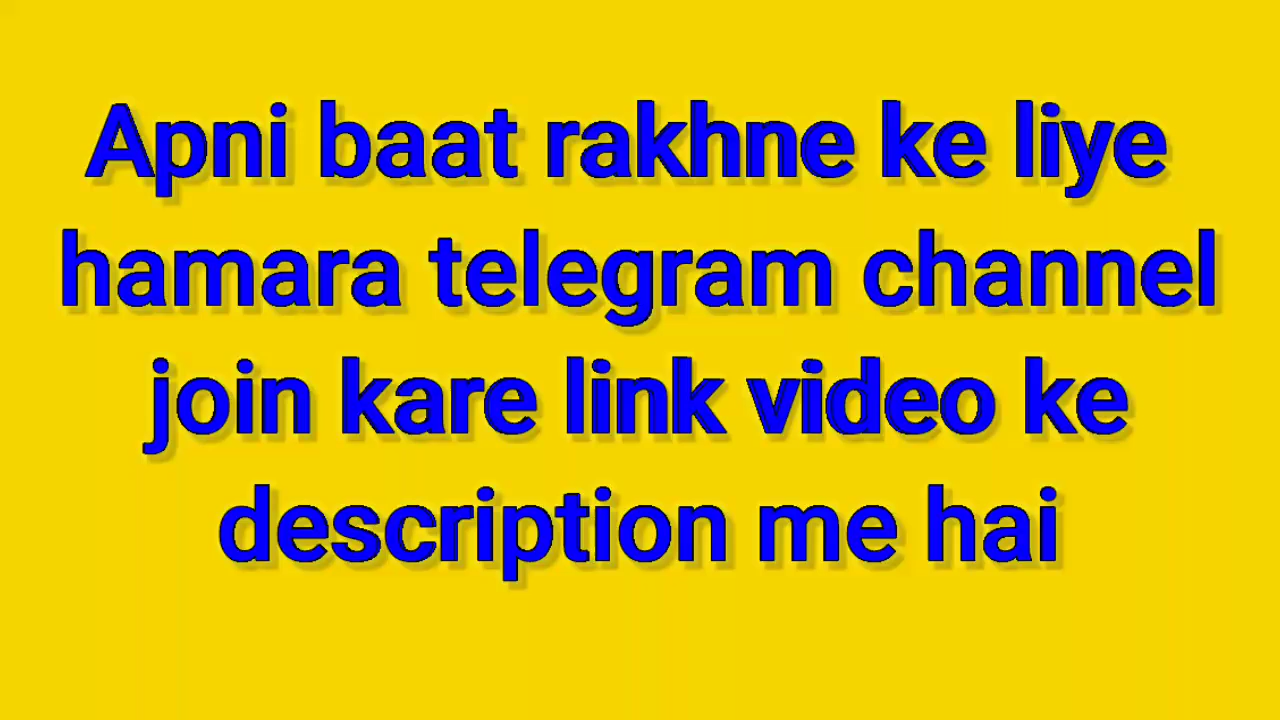 Apni baat rakhne ke liye
hamara telegram channel
join kare link video ke
description me hai